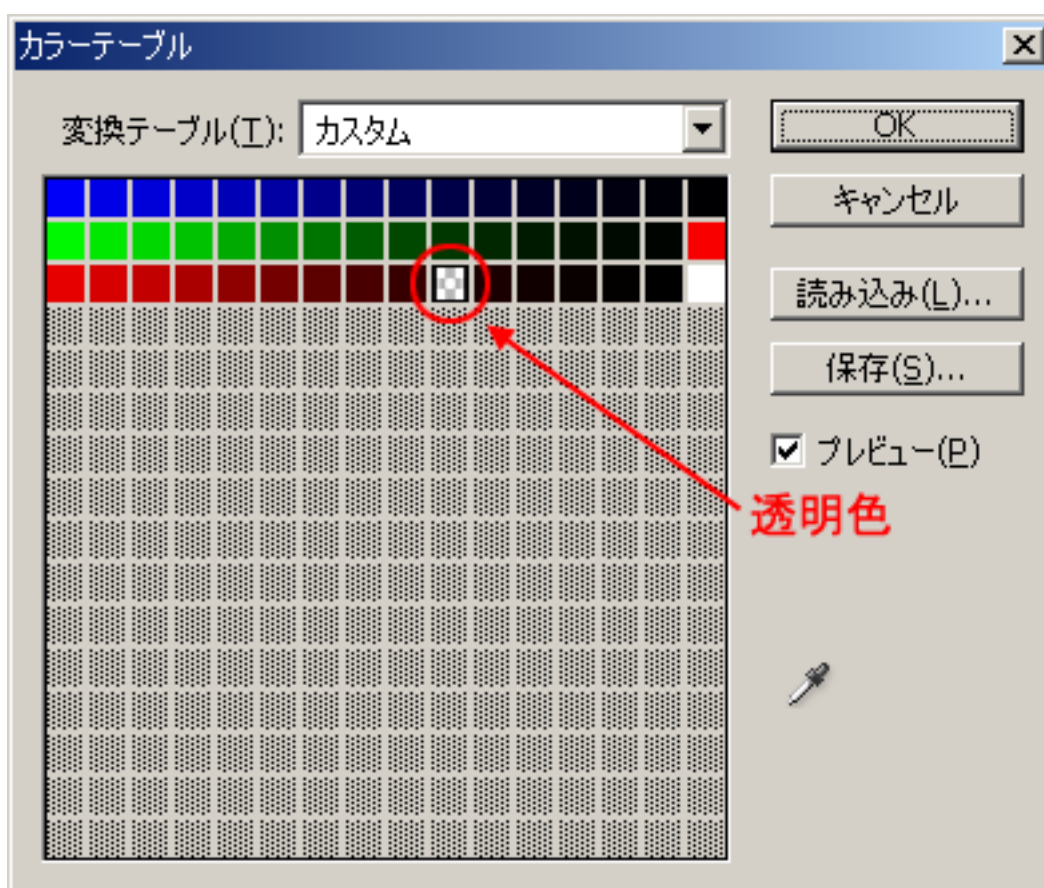 カラーテーブル
変換テーブル(T): カスタム
OK
キャンセル
読み込み(L)...
保存(S)...
プレビュー(P)
透明色